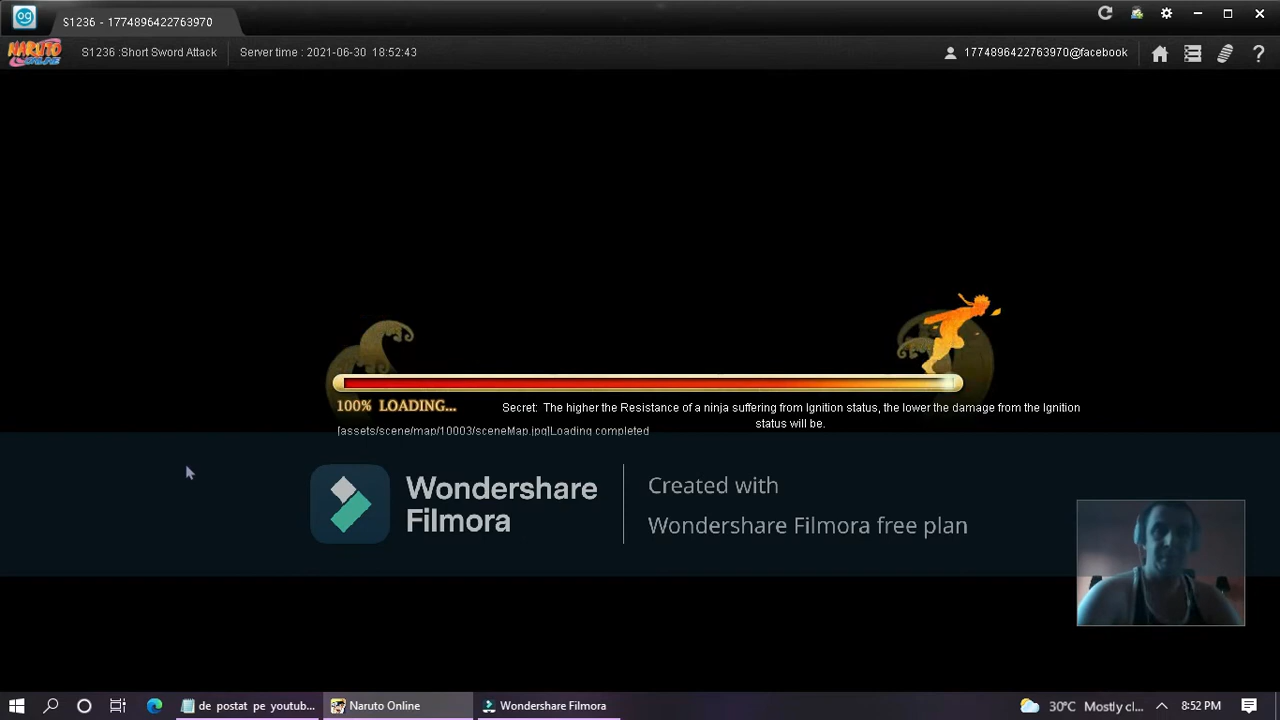 S1236 - 1774896422763970
NARUTO ONLINE
S1236 :Short Sword Attack
Server time : 2021-06-30 18:52:43
1774896422763970@facebook
?
100% LOADING...
Secret: The higher the Resistance of a ninja suffering from Ignition status, the lower the damage from the Ignition
status will be.
[assets/scene/map/10003/sceneMap.jpg]Loading completed
Wondershare
Filmora
Created with
Wondershare Filmora free plan
de postat pe youtub...
Naruto Online
Wondershare Filmora
30°C Mostly cl...
8:52 PM